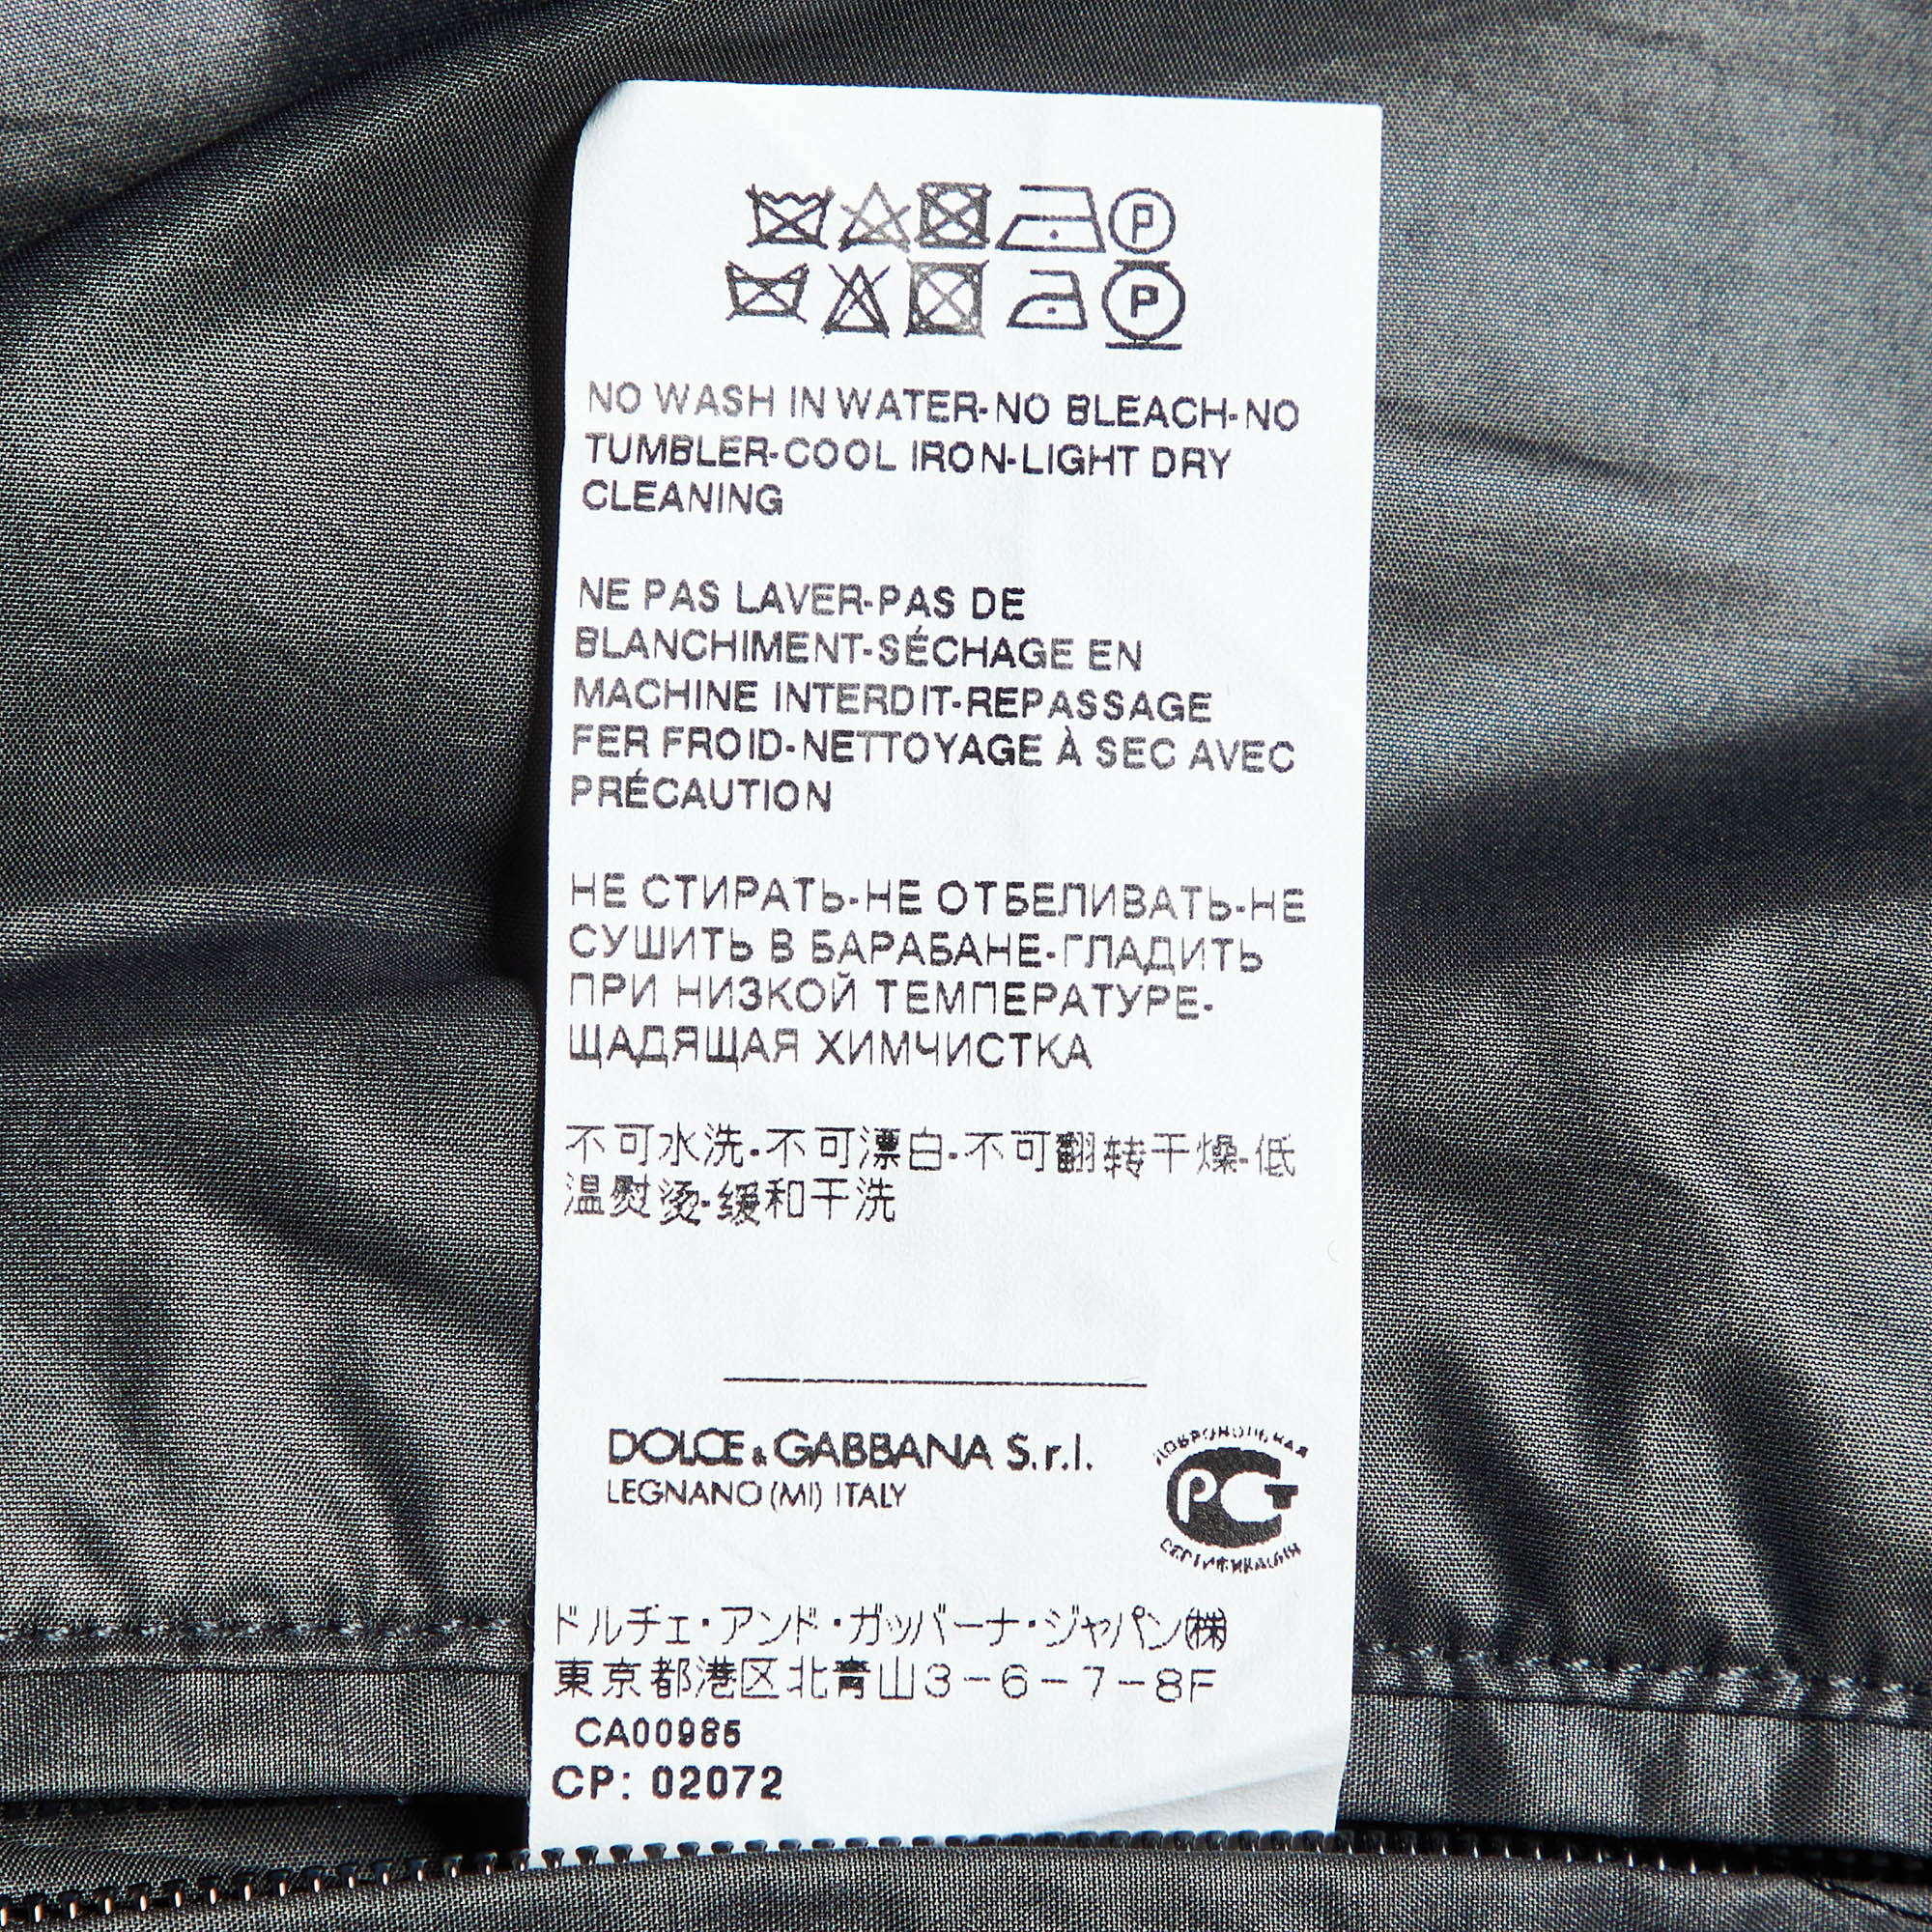 P
P
NO WASH IN WATER-NO BLEACH-NO
TUMBLER-COOL IRON-LIGHT DRY
CLEANING
NE PAS LAVER-PAS DE
BLANCHIMENT-SÉCHAGE EN
MACHINE INTERDIT-REPASSAGE
FER FROID-NETTOYAGE À SEC AVEC
PRÉCAUTION
НЕ СТИРАТЬ-НЕ ОТБЕЛИВАТЬ-НЕ
СУШИТЬ В БАРАБАНЕ-ГЛАДИТЬ
ПРИ НИЗКОЙ ТЕМПЕРАТУРЕ-
ЩАДЯЩАЯ ХИМЧИСТКА
不可水洗-不可漂白-不可翻转干燥-低
温熨烫-缓和干洗
DOLCE & GABBANA S.r.l.
LEGNANO (MI) ITALY
ДОБРОВОЛЬНАЯ
РСТ
СЕРТИФИКАЦИЯ
ドルチェ・アンド・ガッバーナ・ジャパン㈱
東京都港区北青山3-6-7-8F
CA00985
CP: 02072